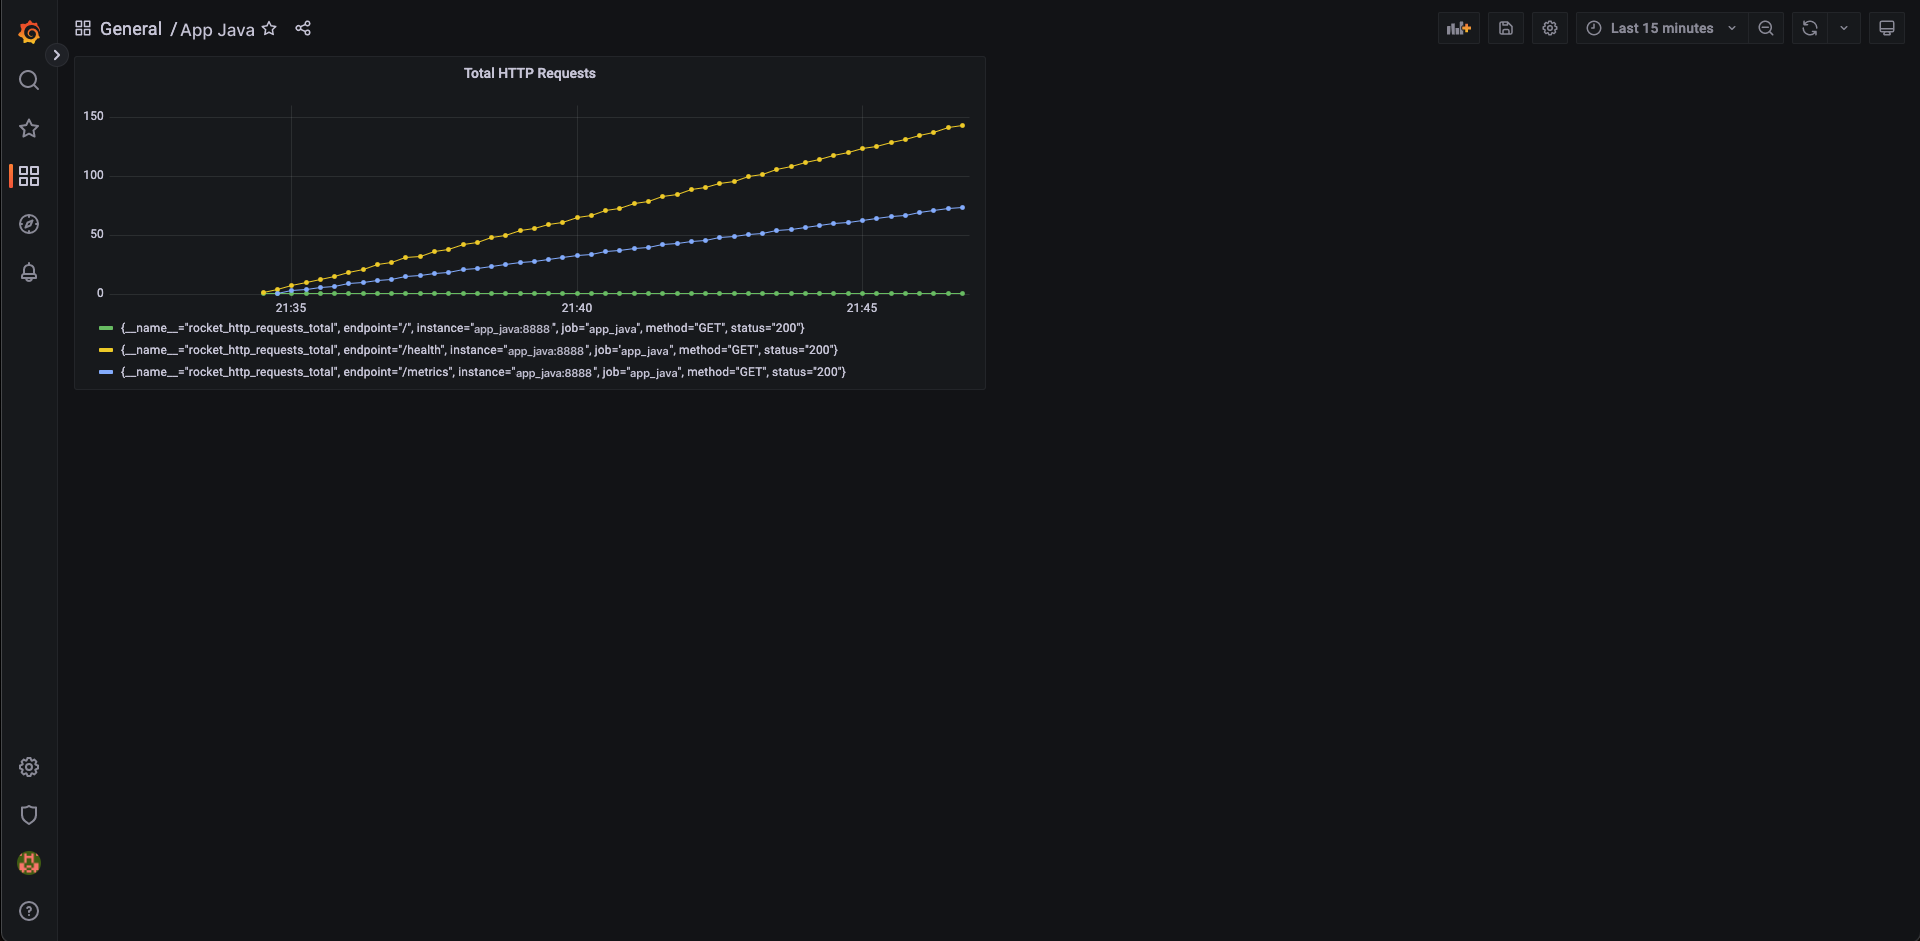 General / App Java
Last 15 minutes
Total HTTP Requests
150
100
50
0
21:35 21:40 21:45
{__name__="rocket_http_requests_total", endpoint="/", instance="app_java:8888", job="app_java", method="GET", status="200"}
{__name__="rocket_http_requests_total", endpoint="/health", instance="app_java:8888", job='app_java", method="GET", status="200"}
{__name__="rocket_http_requests_total", endpoint="/metrics", instance="app_java:8888", job="app_java", method="GET", status="200"}